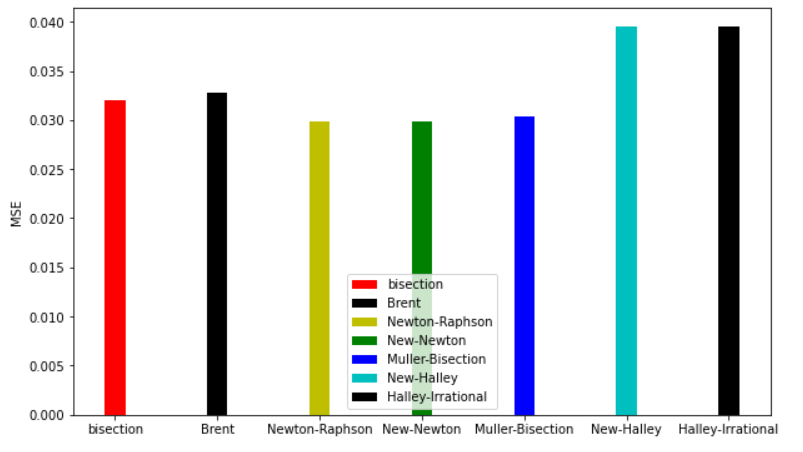 0.040
0.035
0.030
0.025
0.020
0.015
0.010
0.005
0.000
MSE
bisection
Brent
Newton-Raphson
New-Newton
Muller-Bisection
New-Halley
Halley-Irrational
bisection Brent Newton-Raphson New-Newton Muller-Bisection New-Halley Halley-Irrational